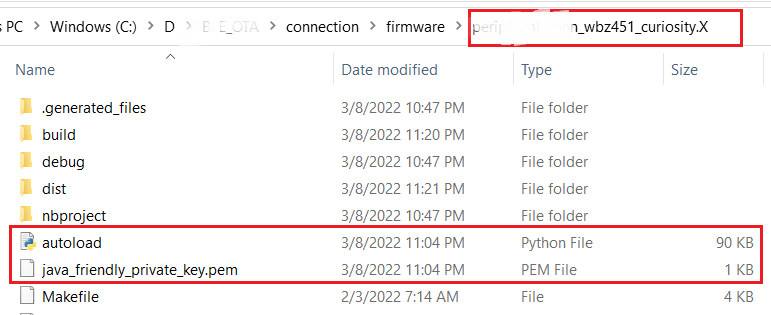 s PC > Windows (C:) > D > E_OTA > connection > firmware > _wbz451_curiosity.X
Name Date modified Type Size
.generated_files 3/8/2022 10:47 PM File folder
build 3/8/2022 11:20 PM File folder
debug 3/8/2022 10:47 PM File folder
dist 3/8/2022 11:21 PM File folder
nbproject 3/8/2022 10:47 PM File folder
autoload 3/8/2022 11:04 PM Python File 90 KB
java_friendly_private_key.pem 3/8/2022 11:04 PM PEM File 1 KB
Makefile 2/3/2022 7:14 AM File 4 KB